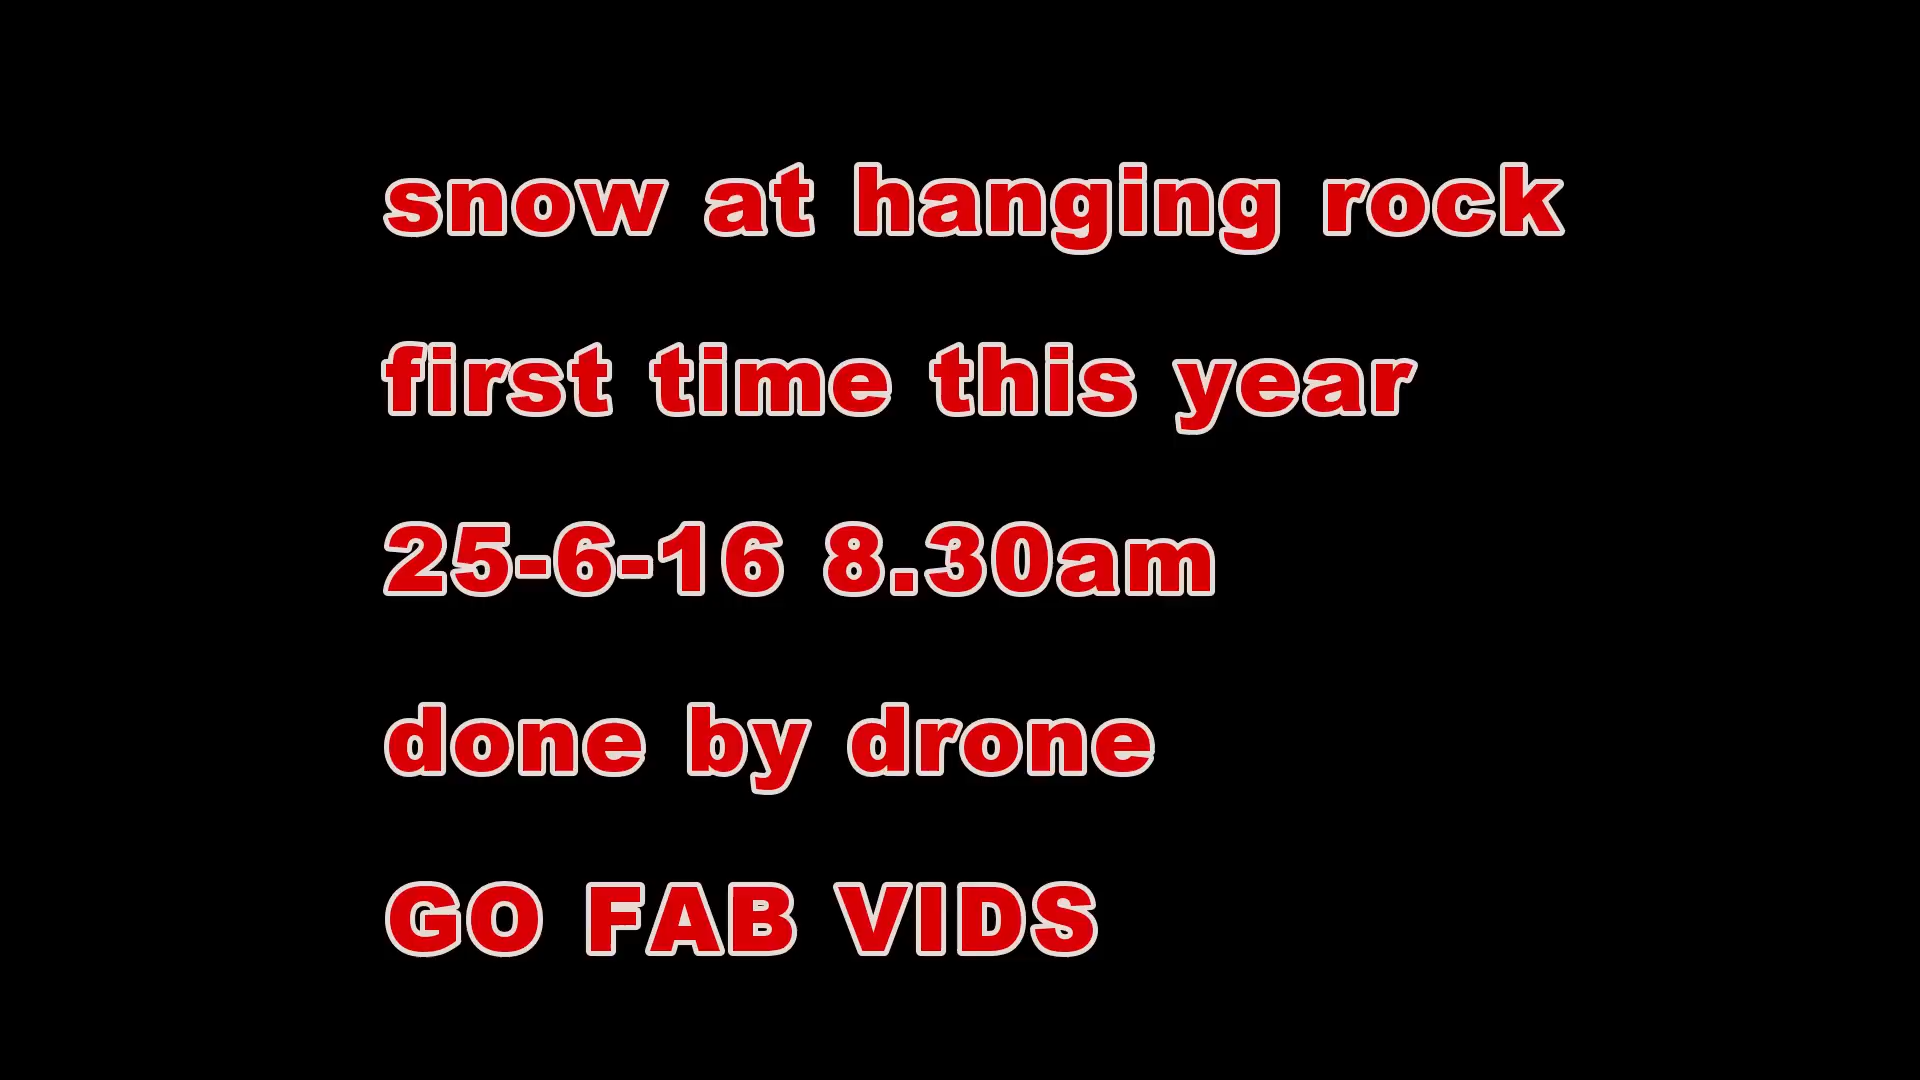 snow at hanging rock
first time this year
25-6-16 8.30am
done by drone
GO FAB VIDS